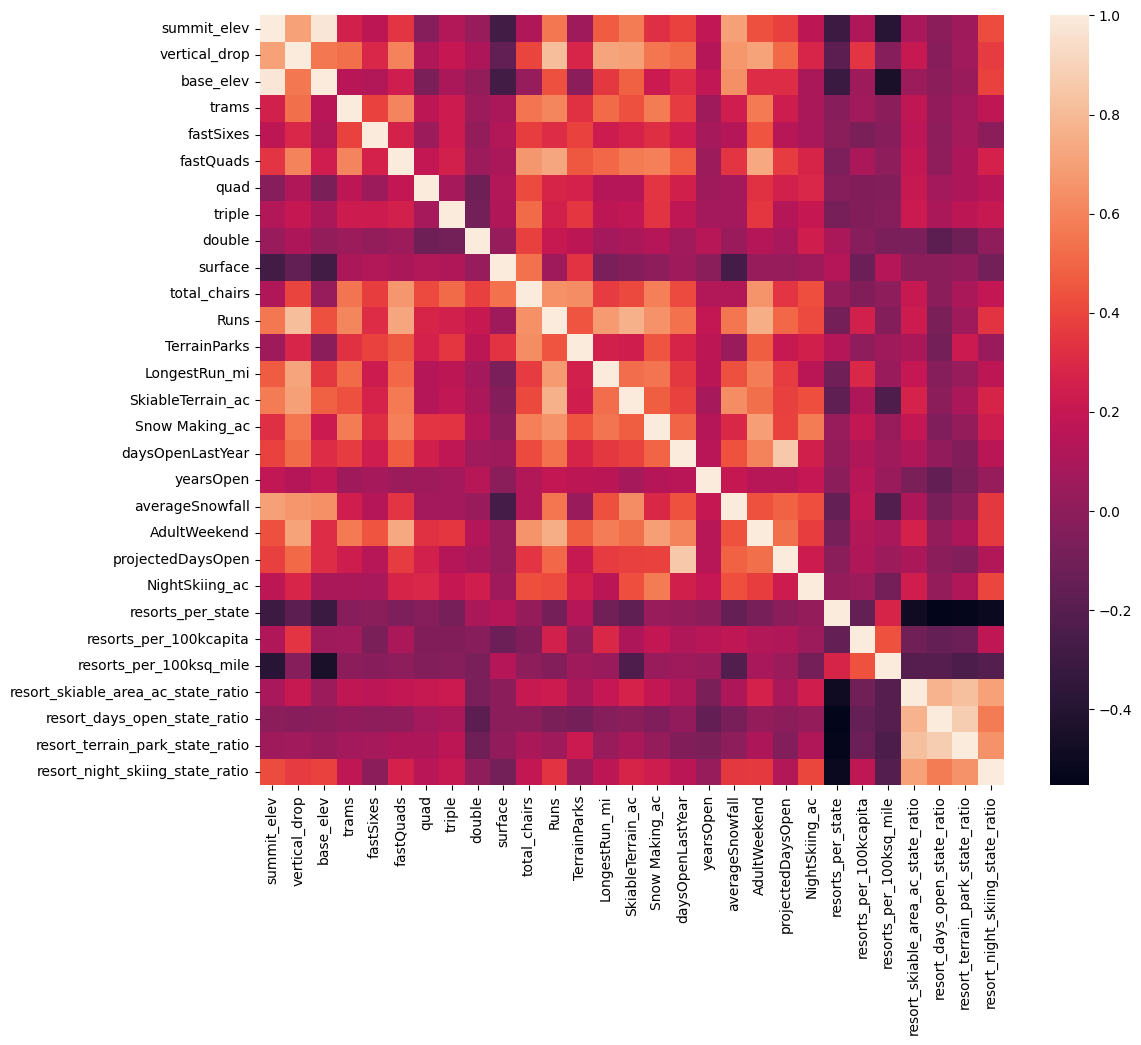 summit_elev
vertical_drop
base_elev
trams
fastSixes
fastQuads
quad
triple
double
surface
total_chairs
Runs
TerrainParks
LongestRun_mi
SkiableTerrain_ac
Snow Making_ac
daysOpenLastYear
yearsOpen
averageSnowfall
AdultWeekend
projectedDaysOpen
NightSkiing_ac
resorts_per_state
resorts_per_100kcapita
resorts_per_100ksq_mile
resort_skiable_area_ac_state_ratio
resort_days_open_state_ratio
resort_terrain_park_state_ratio
resort_night_skiing_state_ratio
summit_elev
vertical_drop
base_elev
trams
fastSixes
fastQuads
quad
triple
double
surface
total_chairs
Runs
TerrainParks
LongestRun_mi
SkiableTerrain_ac
Snow Making_ac
daysOpenLastYear
yearsOpen
averageSnowfall
AdultWeekend
projectedDaysOpen
NightSkiing_ac
resorts_per_state
resorts_per_100kcapita
resorts_per_100ksq_mile
resort_skiable_area_ac_state_ratio
resort_days_open_state_ratio
resort_terrain_park_state_ratio
resort_night_skiing_state_ratio
1.0
0.8
0.6
0.4
0.2
0.0
−0.2
−0.4